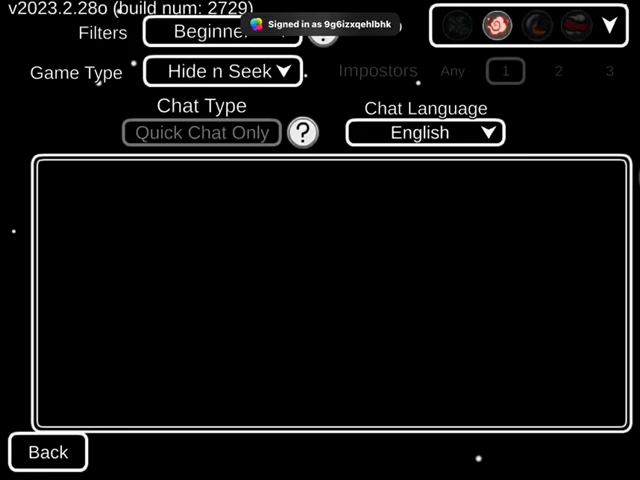 v2023.2.28o (build num: 2729)
Signed in as 9g6izxqehlbhk
Filters
Beginner
?
Game Type
Hide n Seek
Impostors
Any
1
2
3
Chat Type
Chat Language
Quick Chat Only
?
English
Back